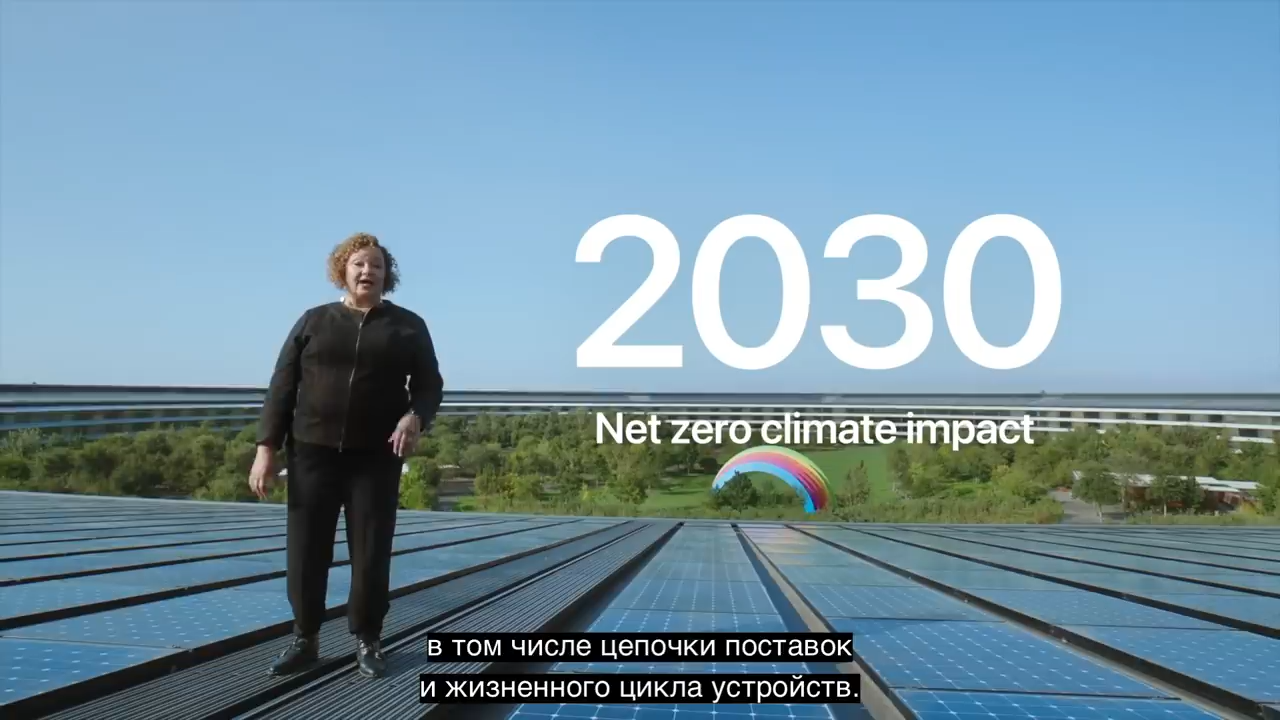 2030
Net zero climate impact
в том числе цепочки поставок
и жизненного цикла устройств.